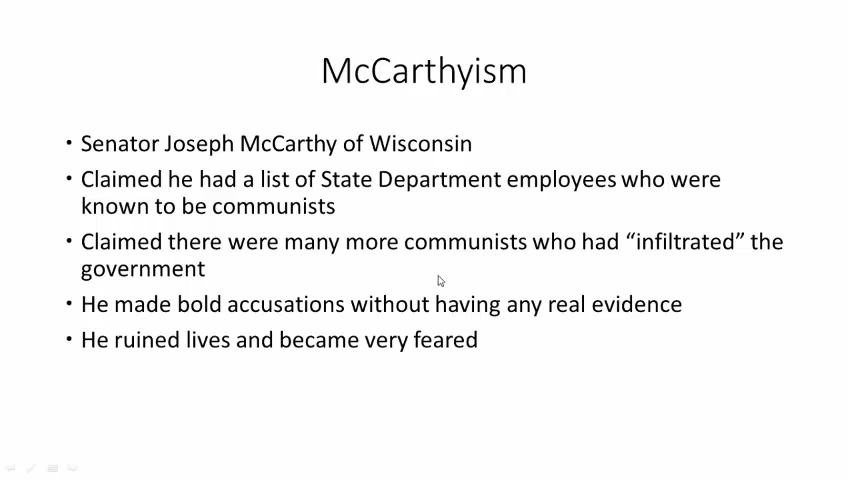 McCarthyism
• Senator Joseph McCarthy of Wisconsin
• Claimed he had a list of State Department employees who were
known to be communists
• Claimed there were many more communists who had “infiltrated” the
government
• He made bold accusations without having any real evidence
• He ruined lives and became very feared